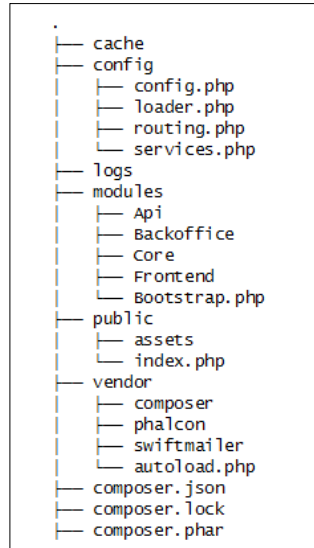 .
├── cache
├── config
│   ├── config.php
│   ├── loader.php
│   ├── routing.php
│   └── services.php
├── logs
├── modules
│   ├── Api
│   ├── Backoffice
│   ├── Core
│   ├── Frontend
│   └── Bootstrap.php
├── public
│   ├── assets
│   └── index.php
├── vendor
│   ├── composer
│   ├── phalcon
│   ├── swiftmailer
│   └── autoload.php
├── composer.json
├── composer.lock
├── composer.phar